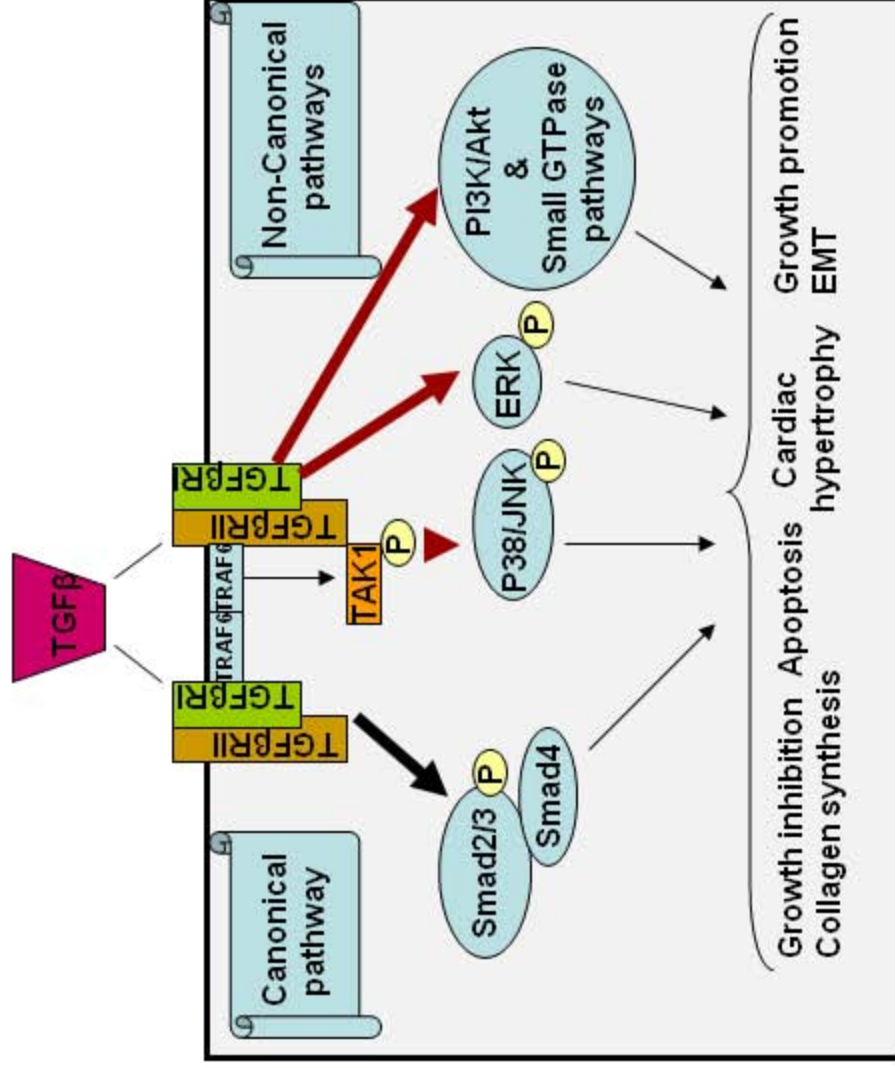 TGFβ
Canonical
pathway
Non-Canonical
pathways
TGFβRII
TGFβRI
TRAF6
TRAF6
TGFβRII
TGFβRI
TAK1
P
Smad2/3
P
Smad4
P38/JNK
P
ERK
P
PI3K/Akt
&
Small GTPase
pathways
Growth inhibition
Collagen synthesis
Apoptosis
Cardiac
hypertrophy
Growth promotion
EMT